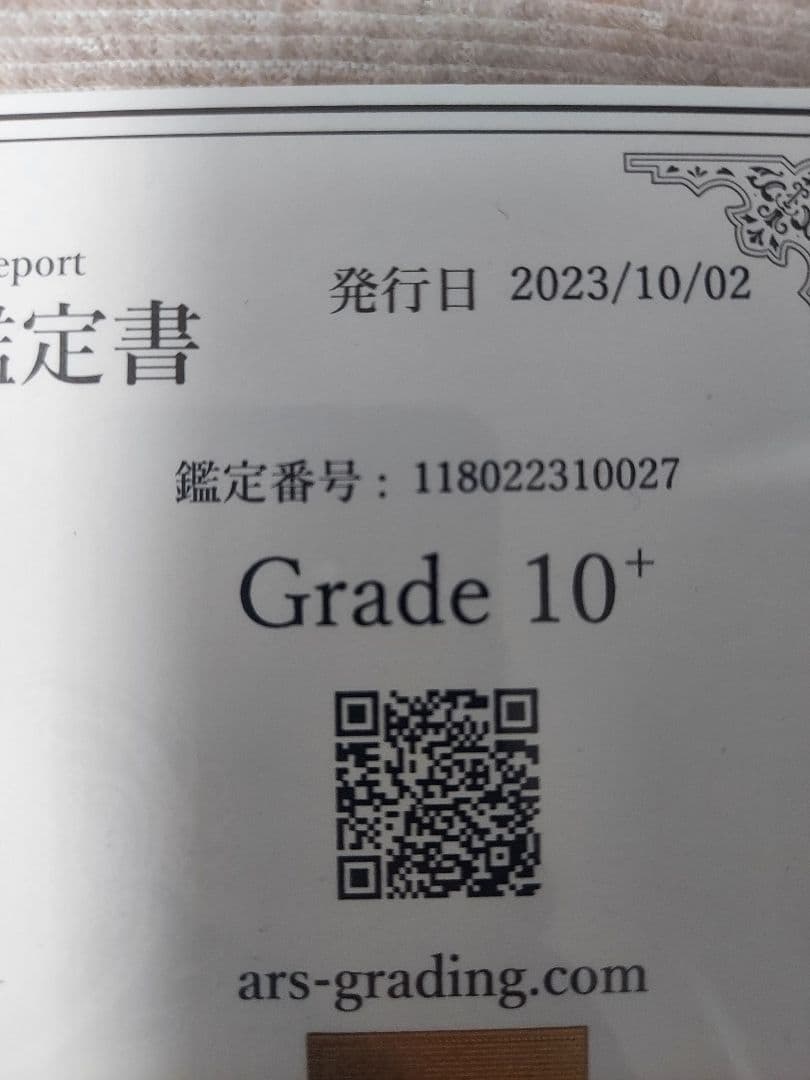 eport
発行日 2023/10/02
定書
鑑定番号：118022310027
Grade 10+
ars-grading.com